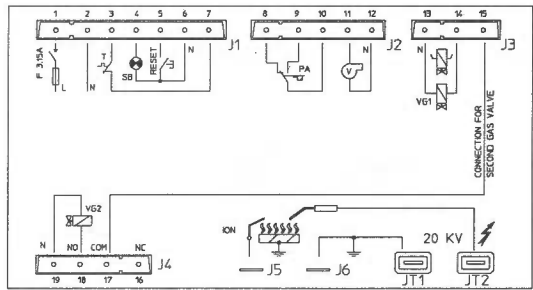 1 2 3 4 5 6 7
J1
8 9 10 11 12
J2
13 14 15
J3
F 3.15A
L
N
T
SB
RESET
N
PA
V
N
N
VG1
CONNECTION FOR
SECOND GAS VALVE
VG2
N NO COM NC
J4
19 18 17 16
ION
J5
J6
20 KV
JT1
JT2